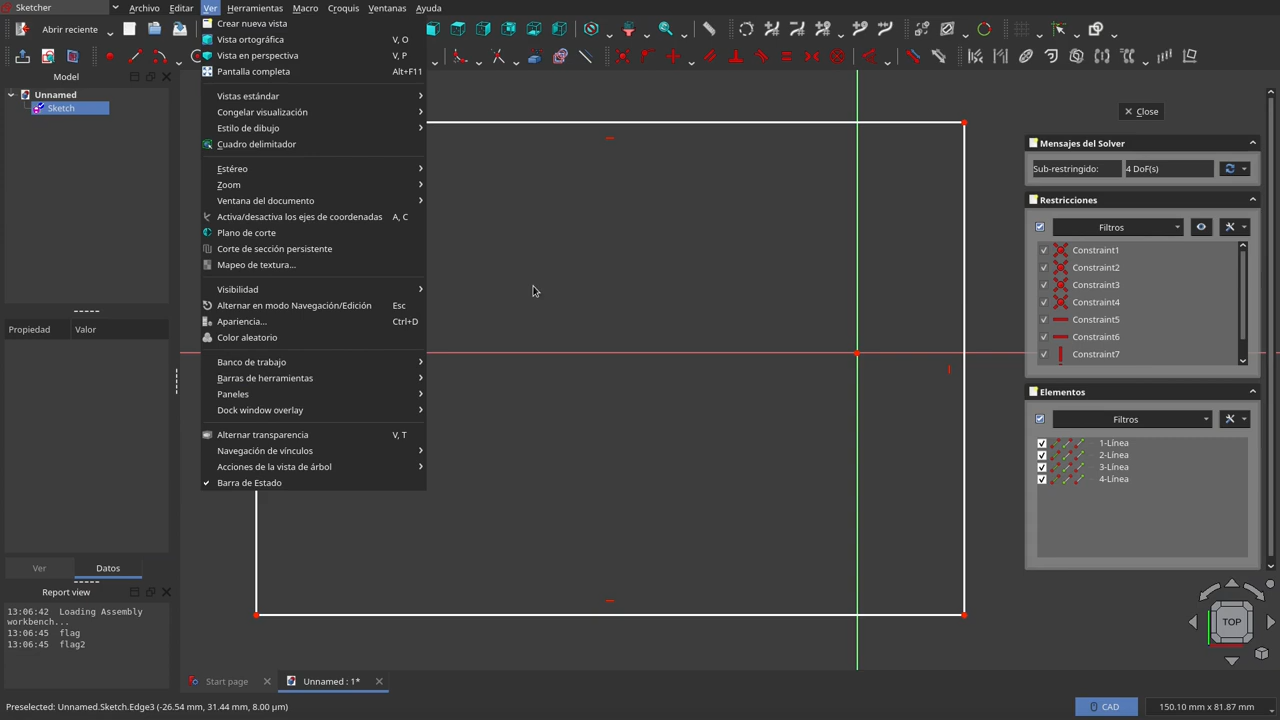 Sketcher
Archivo Editar Ver Herramientas Macro Croquis Ventanas Ayuda
Abrir reciente
Crear nueva vista
Vista ortográfica V, O
Vista en perspectiva V, P
Pantalla completa Alt+F11
Vistas estándar
Congelar visualización
Estilo de dibujo
Cuadro delimitador
Estéreo
Zoom
Ventana del documento
Activa/desactiva los ejes de coordenadas A, C
Plano de corte
Corte de sección persistente
Mapeo de textura...
Visibilidad
Alternar en modo Navegación/Edición Esc
Apariencia... Ctrl+D
Color aleatorio
Banco de trabajo
Barras de herramientas
Paneles
Dock window overlay
Alternar transparencia V, T
Navegación de vínculos
Acciones de la vista de árbol
Barra de Estado
Model
Unnamed
Sketch
Propiedad Valor
Ver Datos
Report view
13:06:42 Loading Assembly
workbench...
13:06:45 flag
13:06:45 flag2
Close
Mensajes del Solver
Sub-restringido: 4 DoF(s)
Restricciones
Filtros
Constraint1
Constraint2
Constraint3
Constraint4
Constraint5
Constraint6
Constraint7
Elementos
Filtros
1-Línea
2-Línea
3-Línea
4-Línea
TOP
Start page
Unnamed : 1*
Preselected: Unnamed.Sketch.Edge3 (-26.54 mm, 31.44 mm, 8.00 µm)
CAD
150.10 mm x 81.87 mm